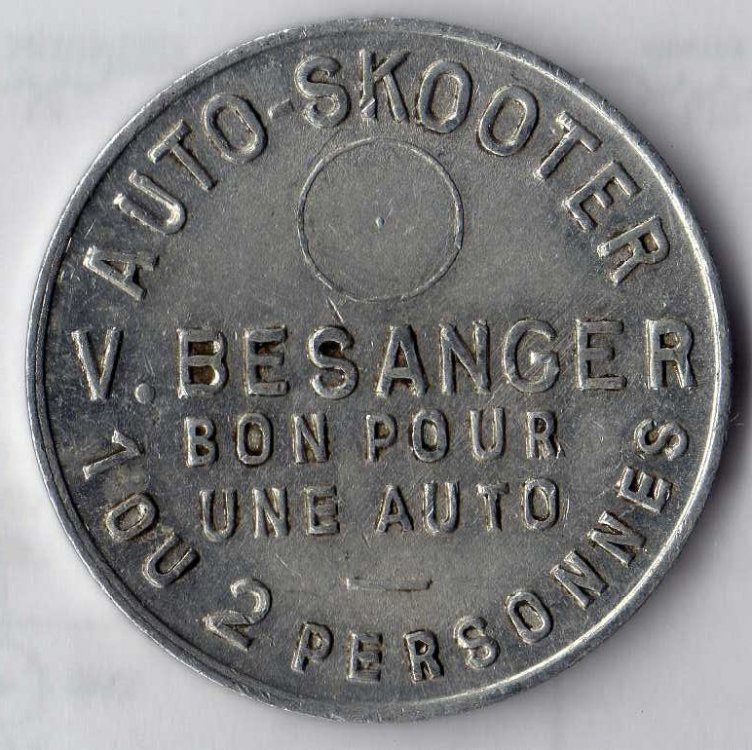 AUTO-SKOOTER
V. BESANGER
BON POUR
UNE AUTO
1 OU 2 PERSONNES